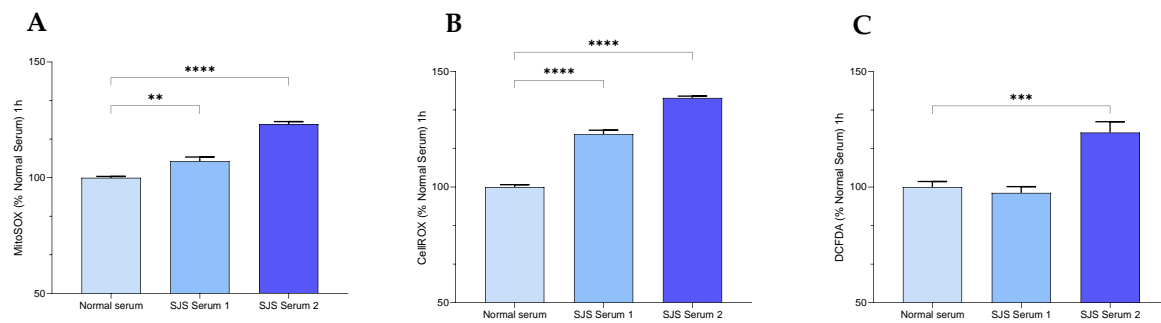 A
MitoSOX (% Normal Serum) 1h
150
100
50
****
**
Normal serum
SJS Serum 1
SJS Serum 2
B
CellROX (% Normal Serum) 1h
150
100
50
****
****
Normal serum
SJS Serum 1
SJS Serum 2
C
DCFDA (% Normal Serum) 1h
150
100
50
***
Normal serum
SJS Serum 1
SJS Serum 2